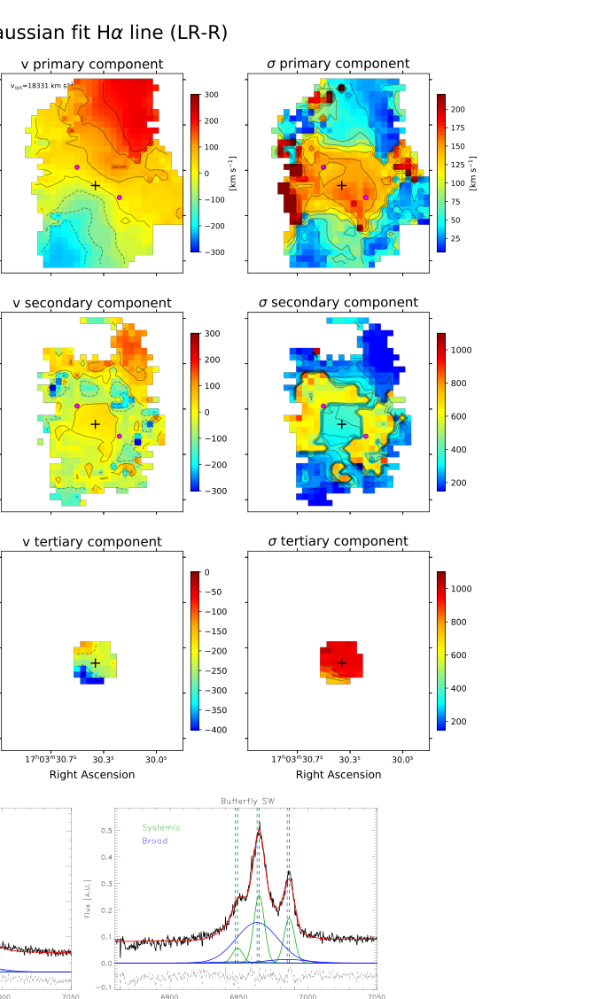 aussian fit Hα line (LR-R)
v primary component
σ primary component
v_sys=18331 km s⁻¹
300
200
100
0
−100
−200
−300
[km s⁻¹]
200
175
150
125
100
75
50
25
[km s⁻¹]
v secondary component
σ secondary component
300
200
100
0
−100
−200
−300
1000
800
600
400
200
v tertiary component
σ tertiary component
0
−50
−100
−150
−200
−250
−300
−350
−400
1000
800
600
400
200
17ʰ03ᵐ30.7ˢ 30.3ˢ 30.0ˢ
17ʰ03ᵐ30.7ˢ 30.3ˢ 30.0ˢ
Right Ascension
Right Ascension
Butterfly SW
Systemic
Broad
Flux [A.U.]
0.5
0.4
0.3
0.2
0.1
0.0
−0.1
000 7050
6900 6950 7000 7050